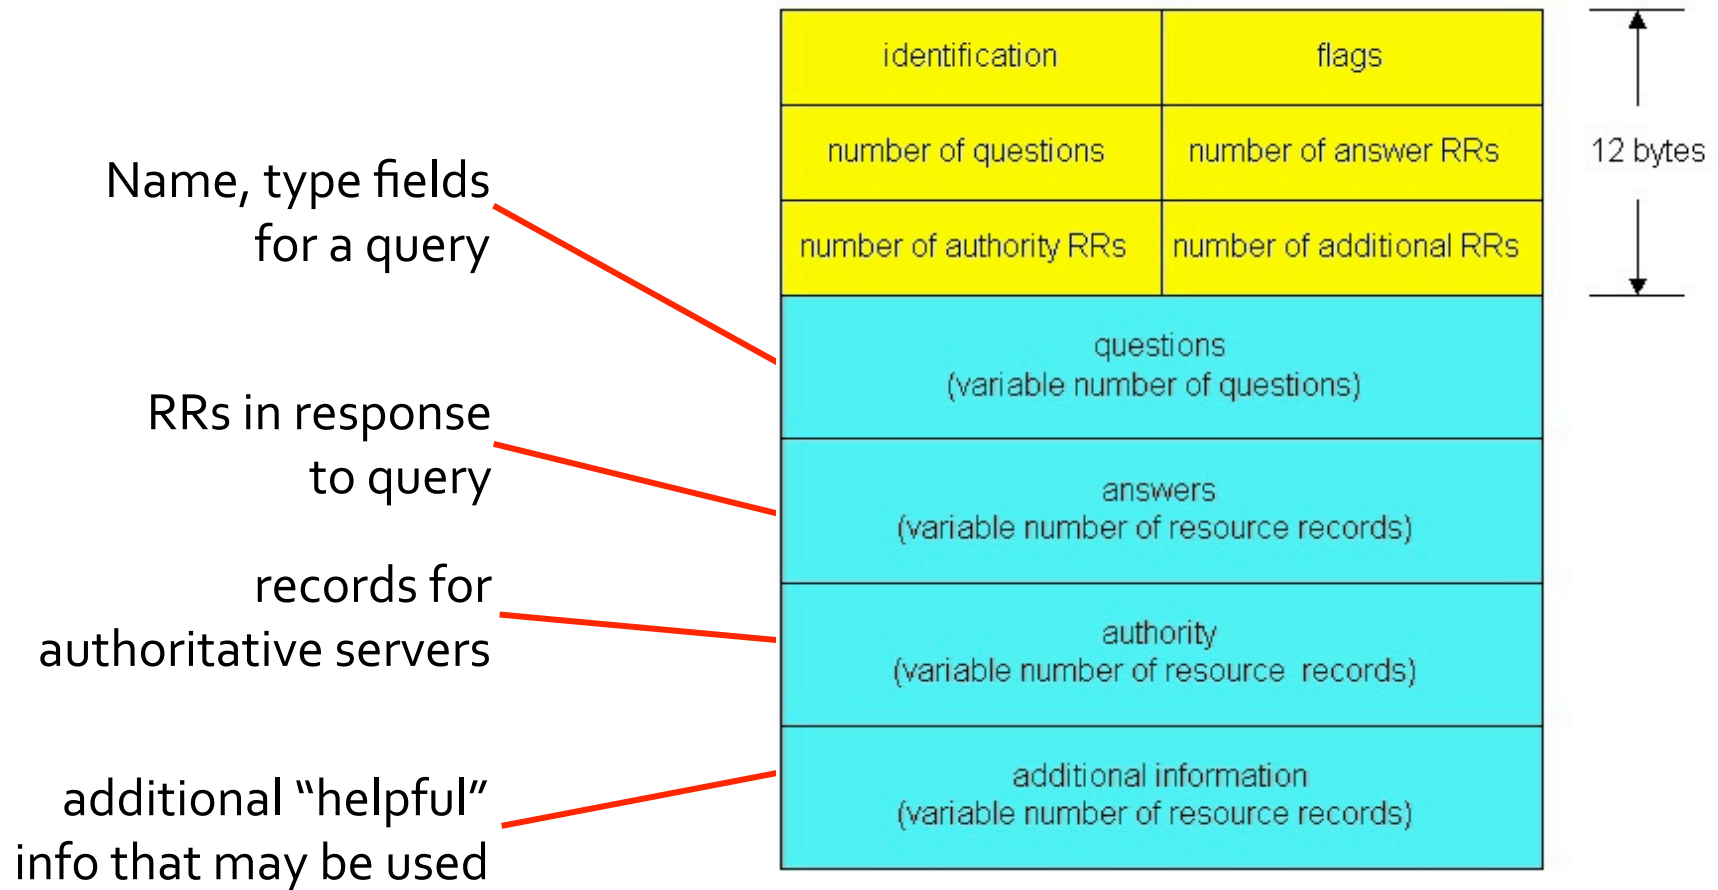 identification
flags
number of questions
number of answer RRs
12 bytes
number of authority RRs
number of additional RRs
Name, type fields
for a query
questions
(variable number of questions)
RRs in response
to query
answers
(variable number of resource records)
records for
authoritative servers
authority
(variable number of resource records)
additional “helpful”
info that may be used
additional information
(variable number of resource records)